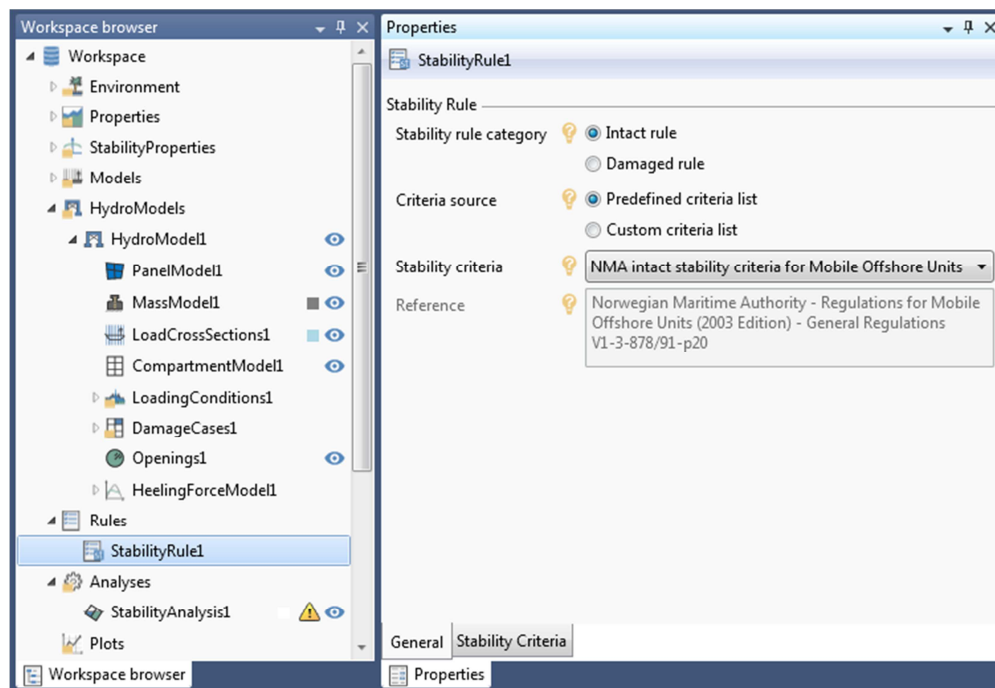 Workspace browser
Workspace
Environment
Properties
StabilityProperties
Models
HydroModels
HydroModel1
PanelModel1
MassModel1
LoadCrossSections1
CompartmentModel1
LoadingConditions1
DamageCases1
Openings1
HeelingForceModel1
Rules
StabilityRule1
Analyses
StabilityAnalysis1
Plots
Workspace browser
Properties
StabilityRule1
Stability Rule
Stability rule category
Intact rule
Damaged rule
Criteria source
Predefined criteria list
Custom criteria list
Stability criteria
NMA intact stability criteria for Mobile Offshore Units
Reference
Norwegian Maritime Authority - Regulations for Mobile
Offshore Units (2003 Edition) - General Regulations
V1-3-878/91-p20
General
Stability Criteria
Properties